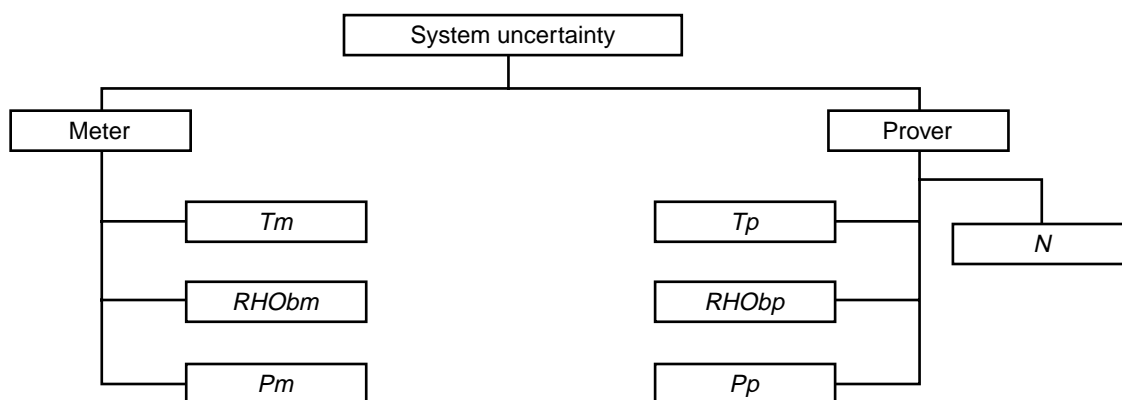 System uncertainty
Meter
Prover
Tm
Tp
N
RHObm
RHObp
Pm
Pp